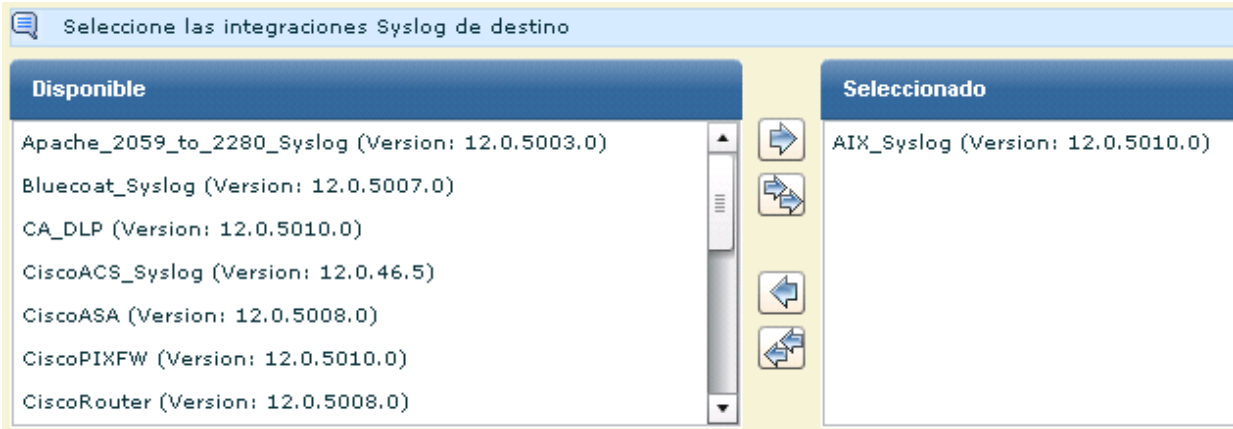 Seleccione las integraciones Syslog de destino
Disponible
Apache_2059_to_2280_Syslog (Version: 12.0.5003.0)
Bluecoat_Syslog (Version: 12.0.5007.0)
CA_DLP (Version: 12.0.5010.0)
CiscoACS_Syslog (Version: 12.0.46.5)
CiscoASA (Version: 12.0.5008.0)
CiscoPIXFW (Version: 12.0.5010.0)
CiscoRouter (Version: 12.0.5008.0)
Seleccionado
AIX_Syslog (Version: 12.0.5010.0)